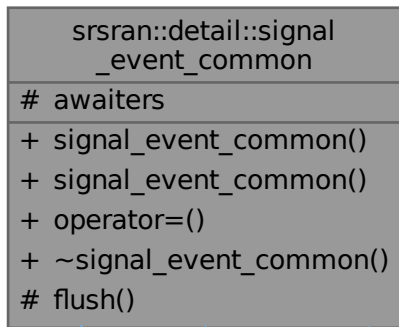 srsran::detail::signal
_event_common
# awaiters
+ signal_event_common()
+ signal_event_common()
+ operator=()
+ ~signal_event_common()
# flush()